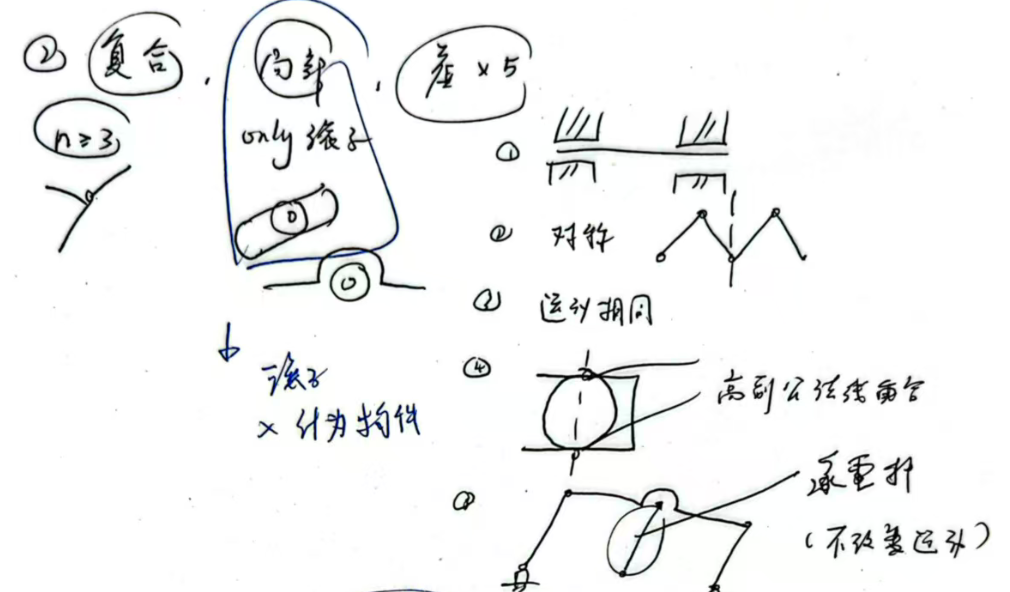 ② 复合, 局部, 虚 × 5
n≥3
only 滚子
①
② 对称
③ 运动相同
④
高副公法线重合
滚子
× 计为构件
⑤
承重杆
(不改变运动)